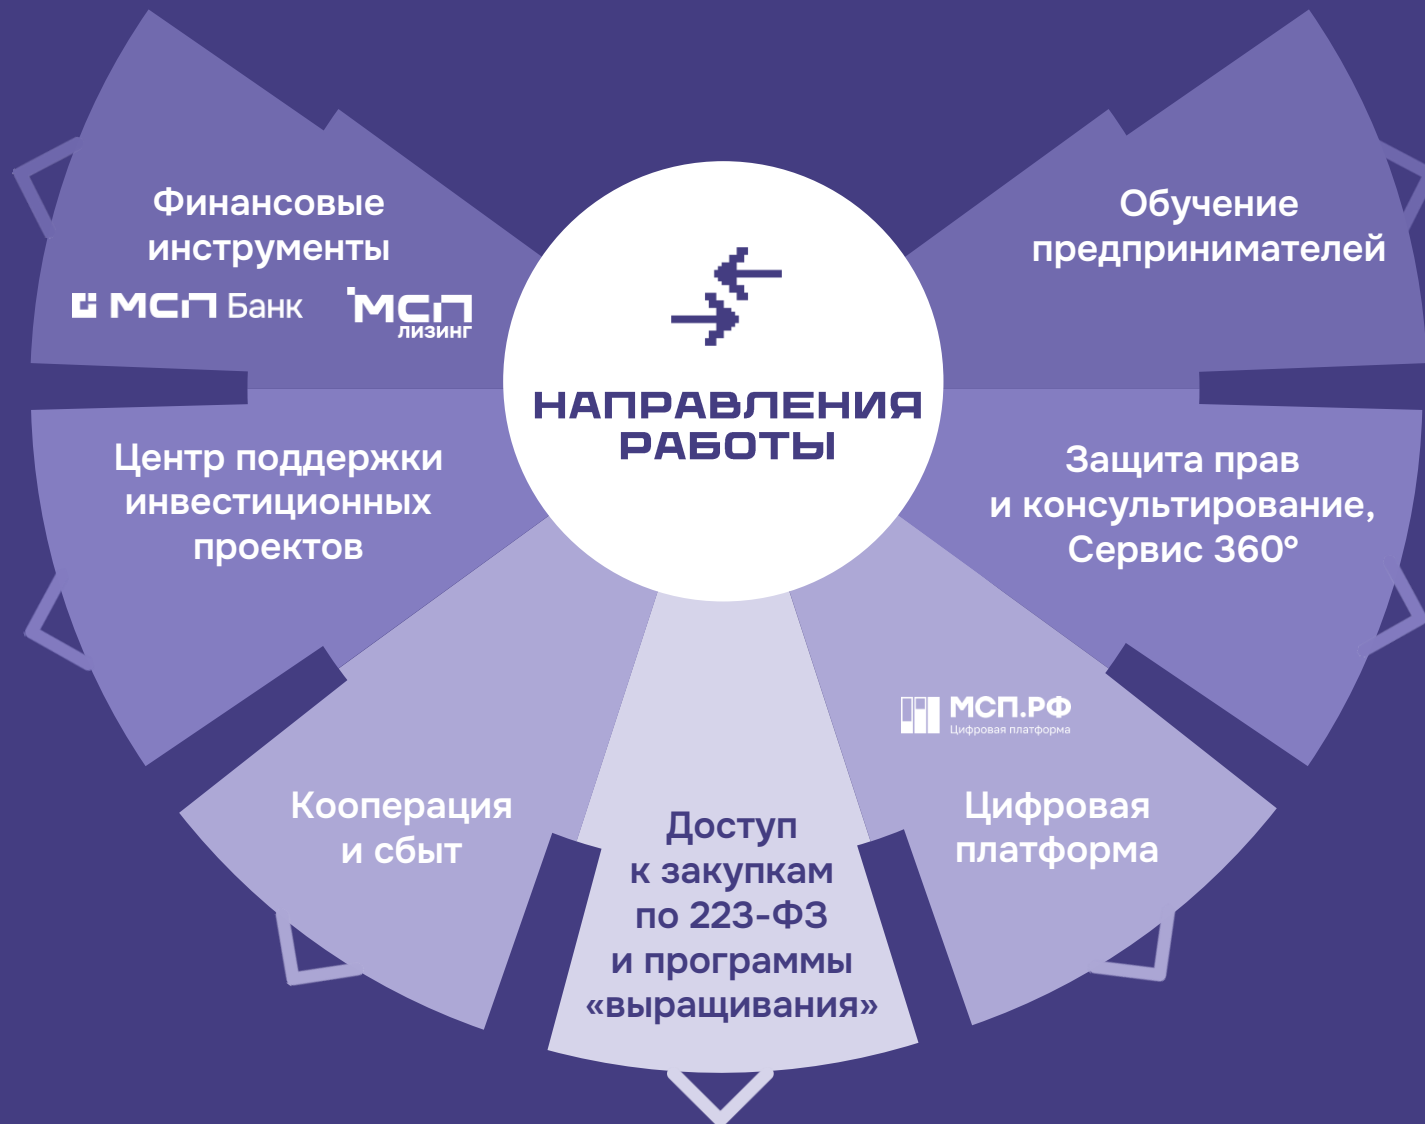 НАПРАВЛЕНИЯ
РАБОТЫ
Финансовые
инструменты
МСП Банк
МСП
ЛИЗИНГ
Центр поддержки
инвестиционных
проектов
Кооперация
и сбыт
Доступ
к закупкам
по 223-ФЗ
и программы
«выращивания»
МСП.РФ
Цифровая платформа
Цифровая
платформа
Защита прав
и консультирование,
Сервис 360°
Обучение
предпринимателей